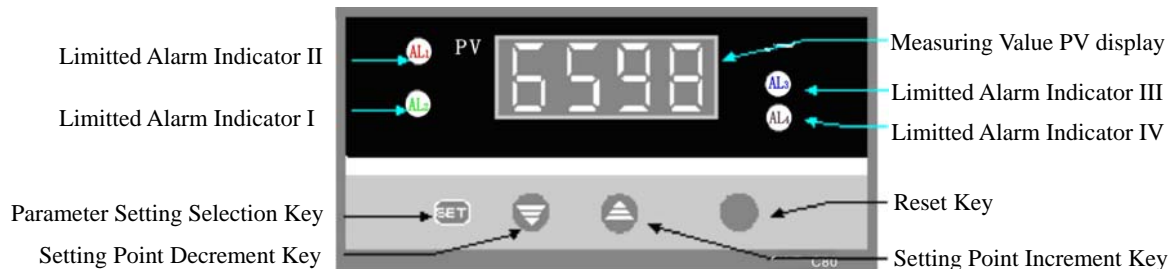 Limitted Alarm Indicator II
AL1
PV
6598
Measuring Value PV display
Limitted Alarm Indicator I
AL2
AL3
Limitted Alarm Indicator III
AL4
Limitted Alarm Indicator IV
Parameter Setting Selection Key
SET
Reset Key
Setting Point Decrement Key
Setting Point Increment Key
C80